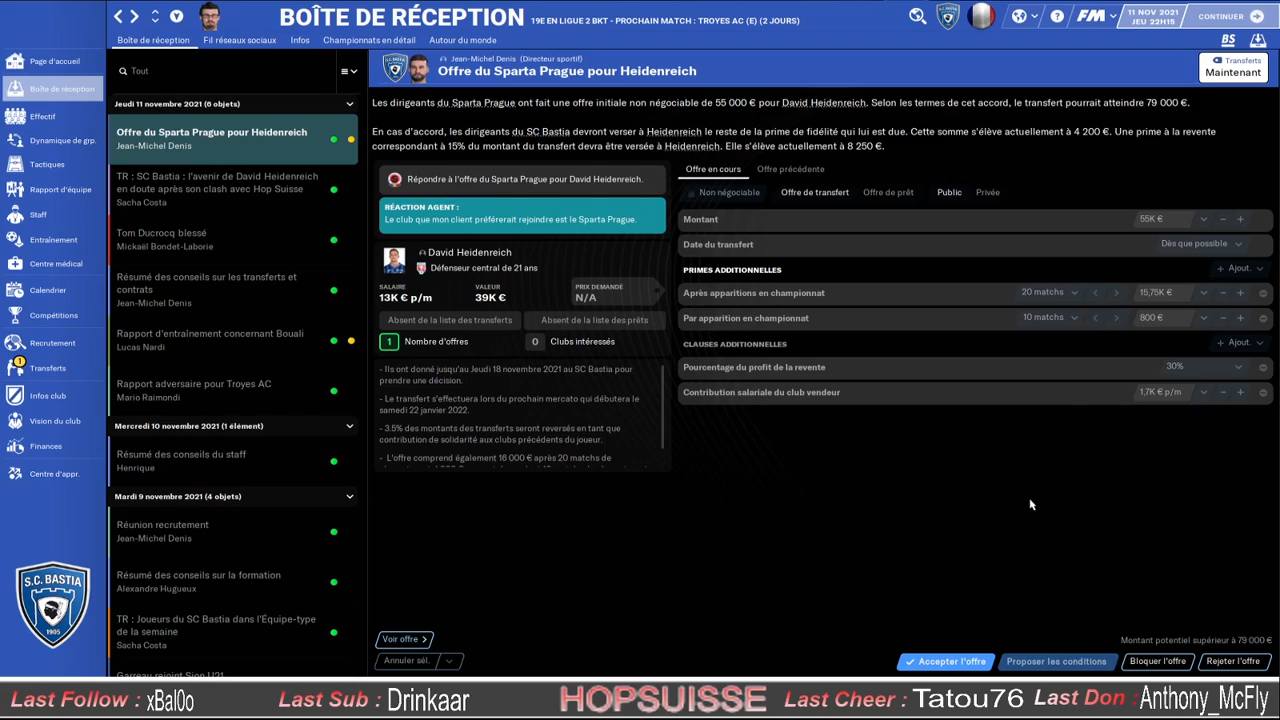 BOÎTE DE RÉCEPTION
19E EN LIGUE 2 BKT - PROCHAIN MATCH : TROYES AC (E) (2 JOURS)
FM
11 NOV 2021
JEU 22H15
CONTINUER
Boîte de réception
Fil réseaux sociaux
Infos
Championnats en détail
Autour du monde
BS
Page d'accueil
Boîte de réception
Effectif
Dynamique de grp.
Tactiques
Rapport d'équipe
Staff
Entraînement
Centre médical
Calendrier
Compétitions
Recrutement
1
Transferts
Infos club
Vision du club
Finances
Centre d'appr.
S.C. BASTIA
1905
Tout
Jeudi 11 novembre 2021 (6 objets)
Offre du Sparta Prague pour Heidenreich
Jean-Michel Denis
TR : SC Bastia : l'avenir de David Heidenreich
en doute après son clash avec Hop Suisse
Sacha Costa
Tom Ducrocq blessé
Mickaël Bondet-Laborie
Résumé des conseils sur les transferts et
contrats
Jean-Michel Denis
Rapport d'entraînement concernant Bouali
Lucas Nardi
Rapport adversaire pour Troyes AC
Mario Raimondi
Mercredi 10 novembre 2021 (1 élément)
Résumé des conseils du staff
Henrique
Mardi 9 novembre 2021 (4 objets)
Réunion recrutement
Jean-Michel Denis
Résumé des conseils sur la formation
Alexandre Hugueux
TR : Joueurs du SC Bastia dans l'Équipe-type
de la semaine
Sacha Costa
Garreau rejoint Sion U21
Jean-Michel Denis (Directeur sportif)
Offre du Sparta Prague pour Heidenreich
Transferts
Maintenant
Les dirigeants du Sparta Prague ont fait une offre initiale non négociable de 55 000 € pour David Heidenreich. Selon les termes de cet accord, le transfert pourrait atteindre 79 000 €.
En cas d'accord, les dirigeants du SC Bastia devront verser à Heidenreich le reste de la prime de fidélité qui lui est due. Cette somme s'élève actuellement à 4 200 €. Une prime à la revente
correspondant à 15% du montant du transfert devra être versée à Heidenreich. Elle s'élève actuellement à 8 250 €.
Répondre à l'offre du Sparta Prague pour David Heidenreich.
RÉACTION AGENT :
Le club que mon client préférerait rejoindre est le Sparta Prague.
David Heidenreich
Défenseur central de 21 ans
SALAIRE
13K € p/m
VALEUR
39K €
PRIX DEMANDÉ
N/A
Absent de la liste des transferts
Absent de la liste des prêts
1 Nombre d'offres
0 Clubs intéressés
- Ils ont donné jusqu'au Jeudi 18 novembre 2021 au SC Bastia pour
prendre une décision.
- Le transfert s'effectuera lors du prochain mercato qui débutera le
samedi 22 janvier 2022.
- 3.5% des montants des transferts seront reversés en tant que
contribution de solidarité aux clubs précédents du joueur.
- L'offre comprend également 16 000 € après 20 matchs de
Offre en cours
Offre précédente
Non négociable
Offre de transfert
Offre de prêt
Public
Privée
Montant
55K €
Date du transfert
Dès que possible
PRIMES ADDITIONNELLES
+ Ajout.
Après apparitions en championnat
20 matchs
15,75K €
Par apparition en championnat
10 matchs
800 €
CLAUSES ADDITIONNELLES
+ Ajout.
Pourcentage du profit de la revente
30%
Contribution salariale du club vendeur
1,7K € p/m
Voir offre
Montant potentiel supérieur à 79 000 €
Annuler sél.
Accepter l'offre
Proposer les conditions
Bloquer l'offre
Rejeter l'offre
Last Follow : xBal0o
Last Sub : Drinkaar
HOPSUISSE
Last Cheer : Tatou76
Last Don : Anthony_McFly